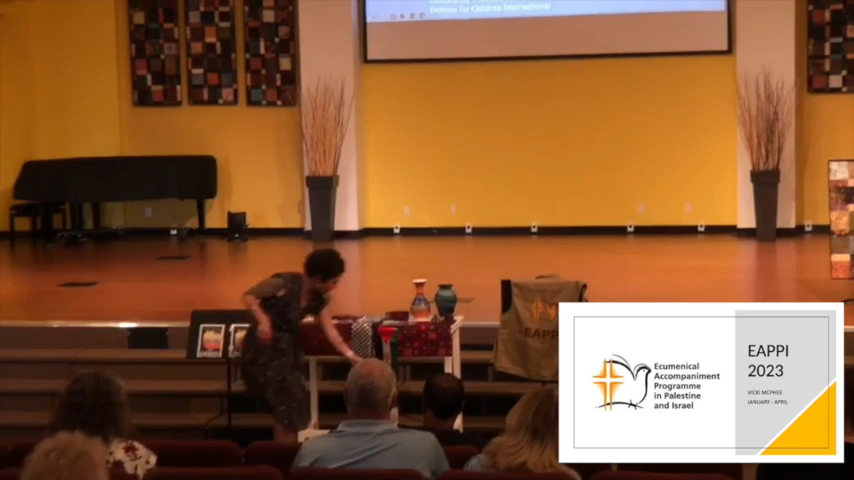 Defense for Children International
EAPPI
Ecumenical
Accompaniment
Programme
in Palestine
and Israel
EAPPI
2023
VICKI MCPHEE
JANUARY - APRIL